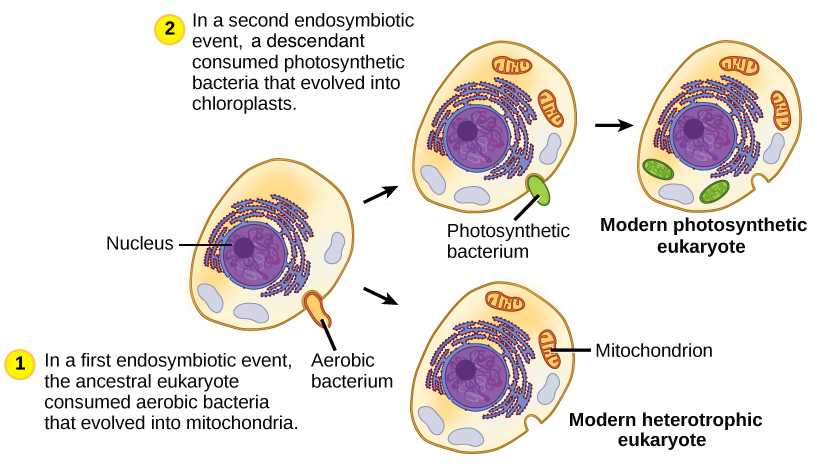 2
In a second endosymbiotic
event, a descendant
consumed photosynthetic
bacteria that evolved into
chloroplasts.
Nucleus
Photosynthetic
bacterium
Modern photosynthetic
eukaryote
1
In a first endosymbiotic event,
the ancestral eukaryote
consumed aerobic bacteria
that evolved into mitochondria.
Aerobic
bacterium
Mitochondrion
Modern heterotrophic
eukaryote